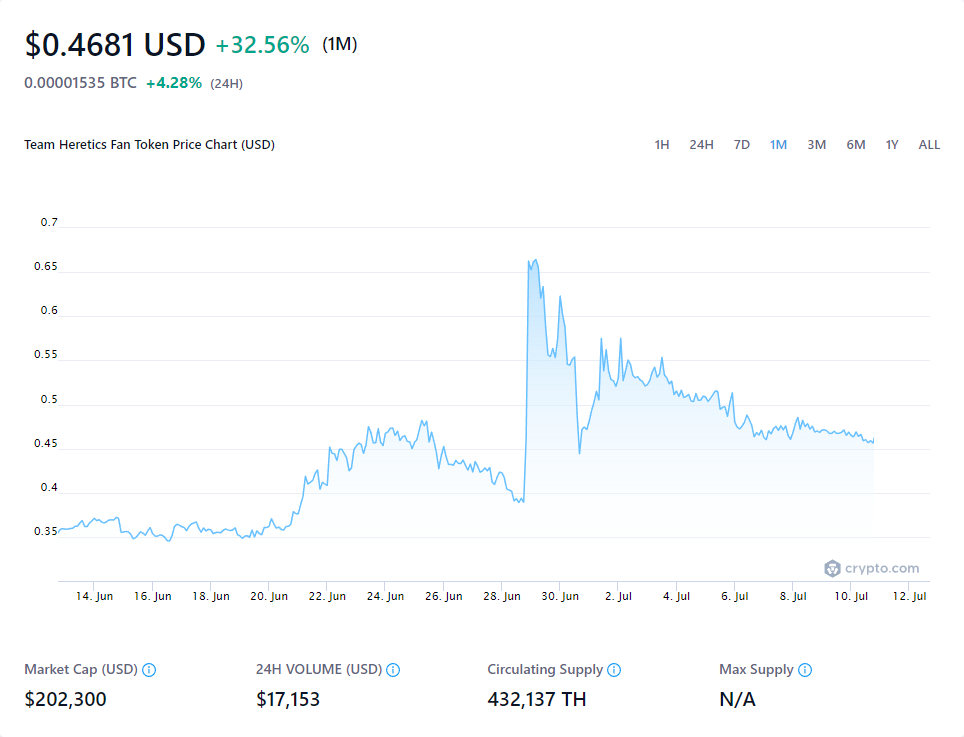 $0.4681 USD +32.56% (1M)
0.00001535 BTC +4.28% (24H)
Team Heretics Fan Token Price Chart (USD) 1H 24H 7D 1M 3M 6M 1Y ALL
0.7
0.65
0.6
0.55
0.5
0.45
0.4
0.35
crypto.com
14. Jun 16. Jun 18. Jun 20. Jun 22. Jun 24. Jun 26. Jun 28. Jun 30. Jun 2. Jul 4. Jul 6. Jul 8. Jul 10. Jul 12. Jul
Market Cap (USD) 24H VOLUME (USD) Circulating Supply Max Supply
$202,300 $17,153 432,137 TH N/A